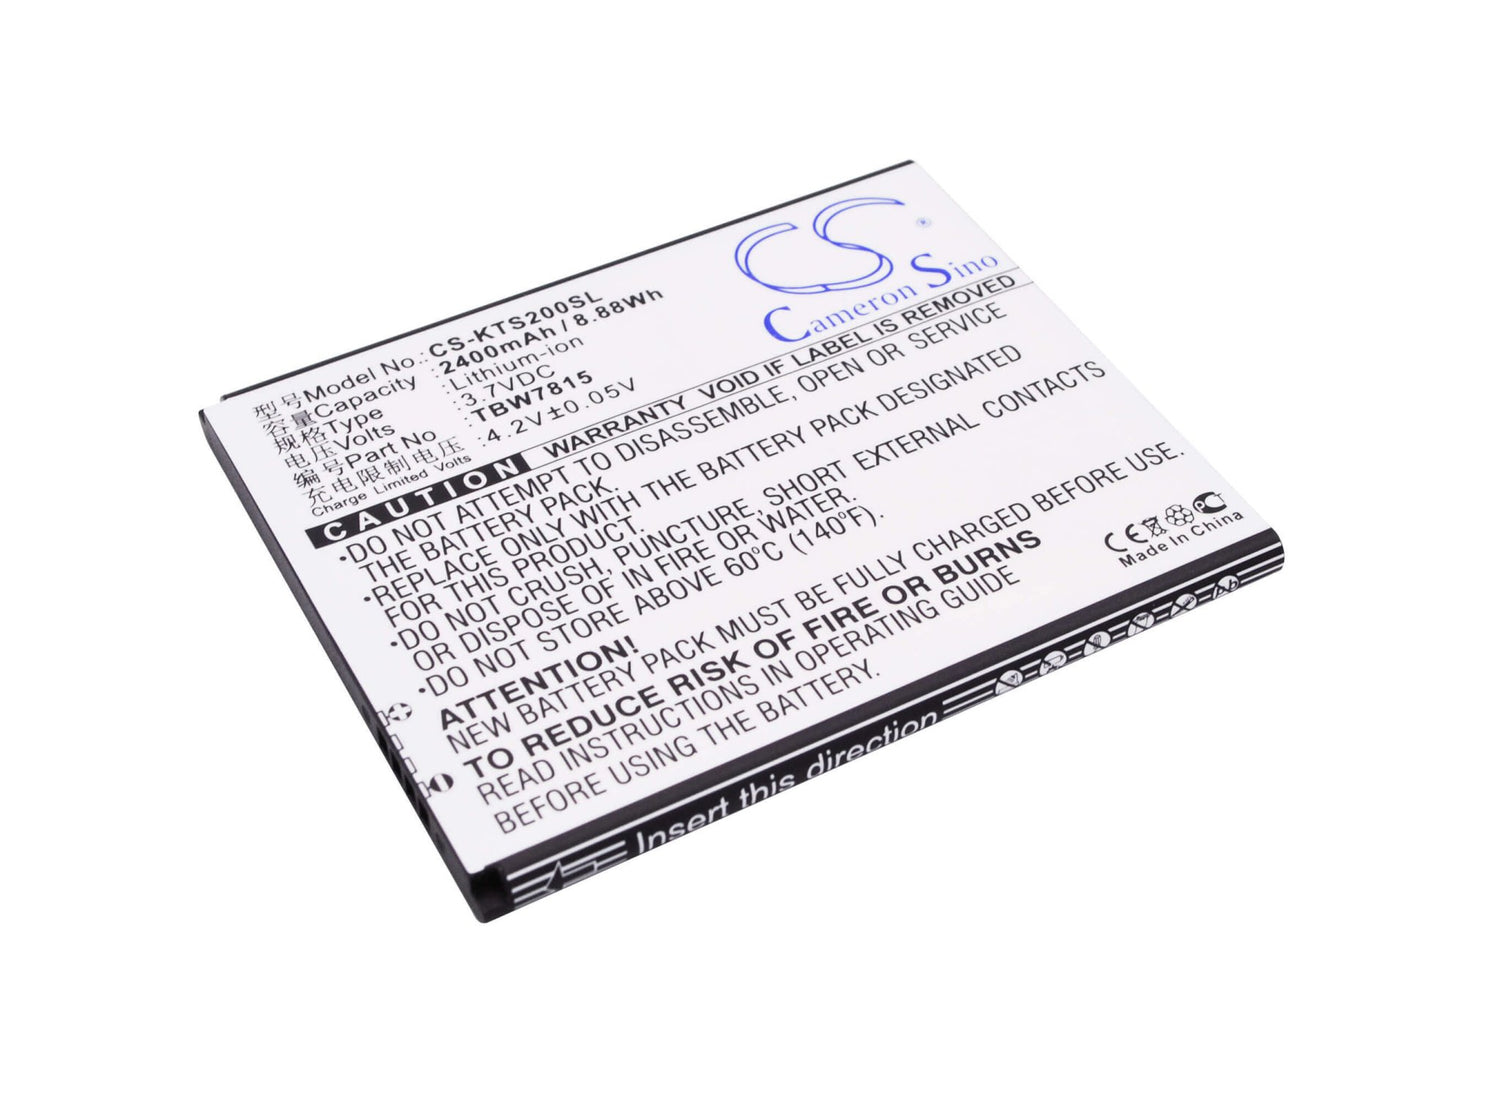 CS
®
Cameron Sino
型号Model No.: CS-KTS200SL
容量Capacity : 2400mAh / 8.88Wh
规格Type : Lithium-ion
电压Volts : 3.7VDC
编号Part No : TBW7815
充电限制电压 : 4.2V±0.05V
Charge Limited Volts
CAUTION WARRANTY VOID IF LABEL IS REMOVED
•DO NOT ATTEMPT TO DISASSEMBLE, OPEN OR SHORT
THE BATTERY PACK.
•REPLACE ONLY WITH THE BATTERY PACK DESIGNATED
FOR THIS PRODUCT.
•DO NOT CRUSH, PUNCTURE, SHORT EXTERNAL CONTACTS
OR DISPOSE OF IN FIRE OR WATER.
•DO NOT STORE ABOVE 60°C (140°F).
ATTENTION!
NEW BATTERY PACK MUST BE FULLY CHARGED BEFORE USE.
TO REDUCE RISK OF FIRE OR BURNS
READ INSTRUCTIONS IN OPERATING GUIDE
BEFORE USING THE BATTERY.
CE
Made In China
Insert this direction